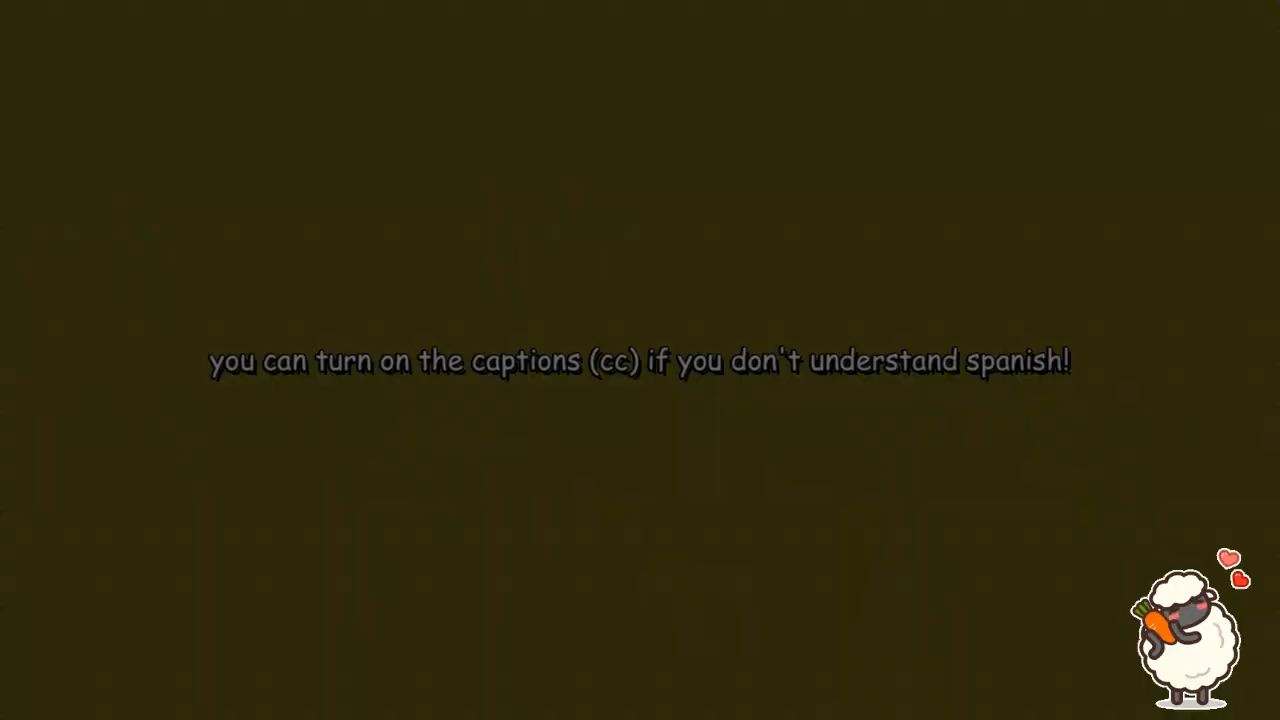 you can turn on the captions (cc) if you don't understand spanish!